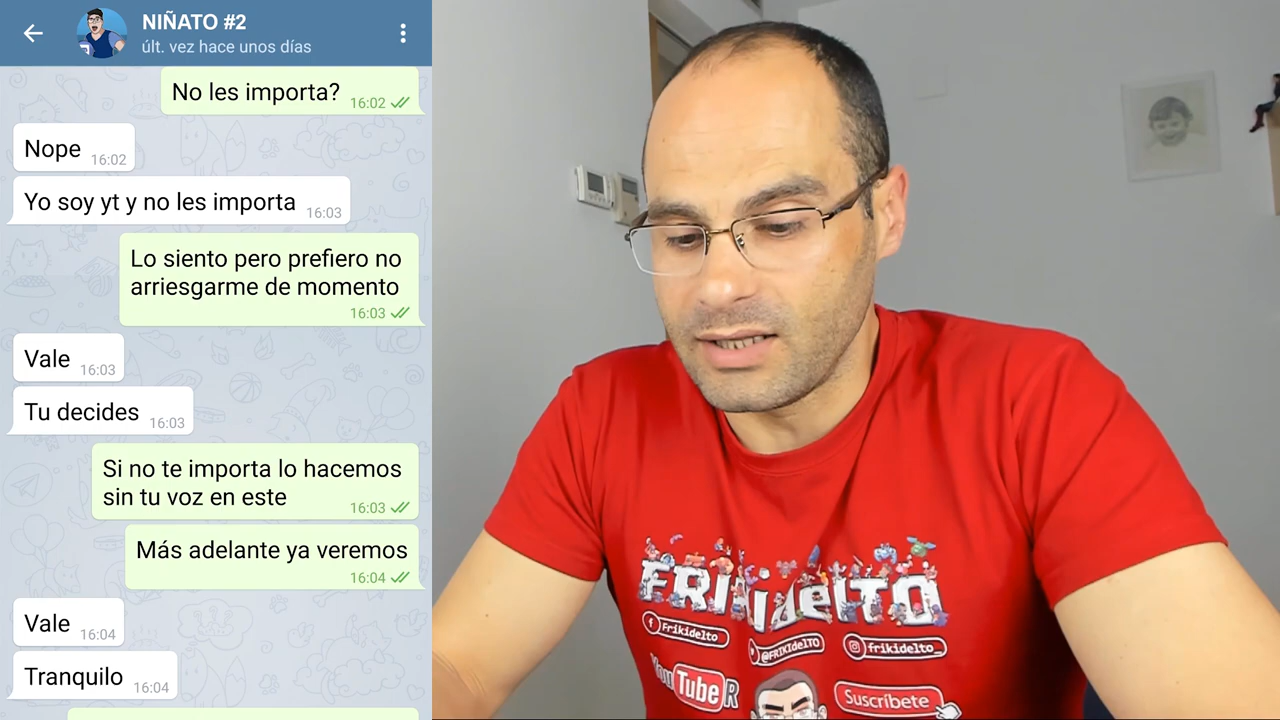 NIÑATO #2
últ. vez hace unos días
No les importa?
16:02
Nope
16:02
Yo soy yt y no les importa
16:03
Lo siento pero prefiero no
arriesgarme de momento
16:03
Vale
16:03
Tu decides
16:03
Si no te importa lo hacemos
sin tu voz en este
16:03
Más adelante ya veremos
16:04
Vale
16:04
Tranquilo
16:04
FRIKIdelTO
Frikidelto
@FRIKIdelTO
frikidelto_
YouTubeR
Suscríbete